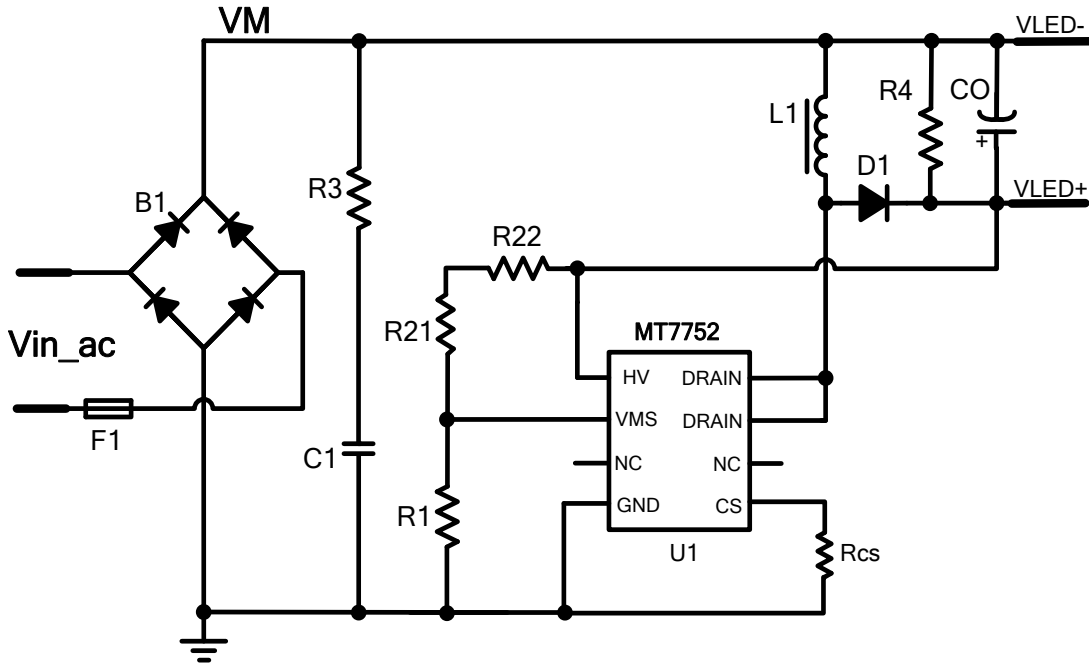 VM
VLED-
R4
CO
+
L1
D1
VLED+
B1
R3
R22
R21
MT7752
Vin_ac
HV
DRAIN
VMS
DRAIN
F1
C1
NC
NC
R1
GND
CS
U1
Rcs